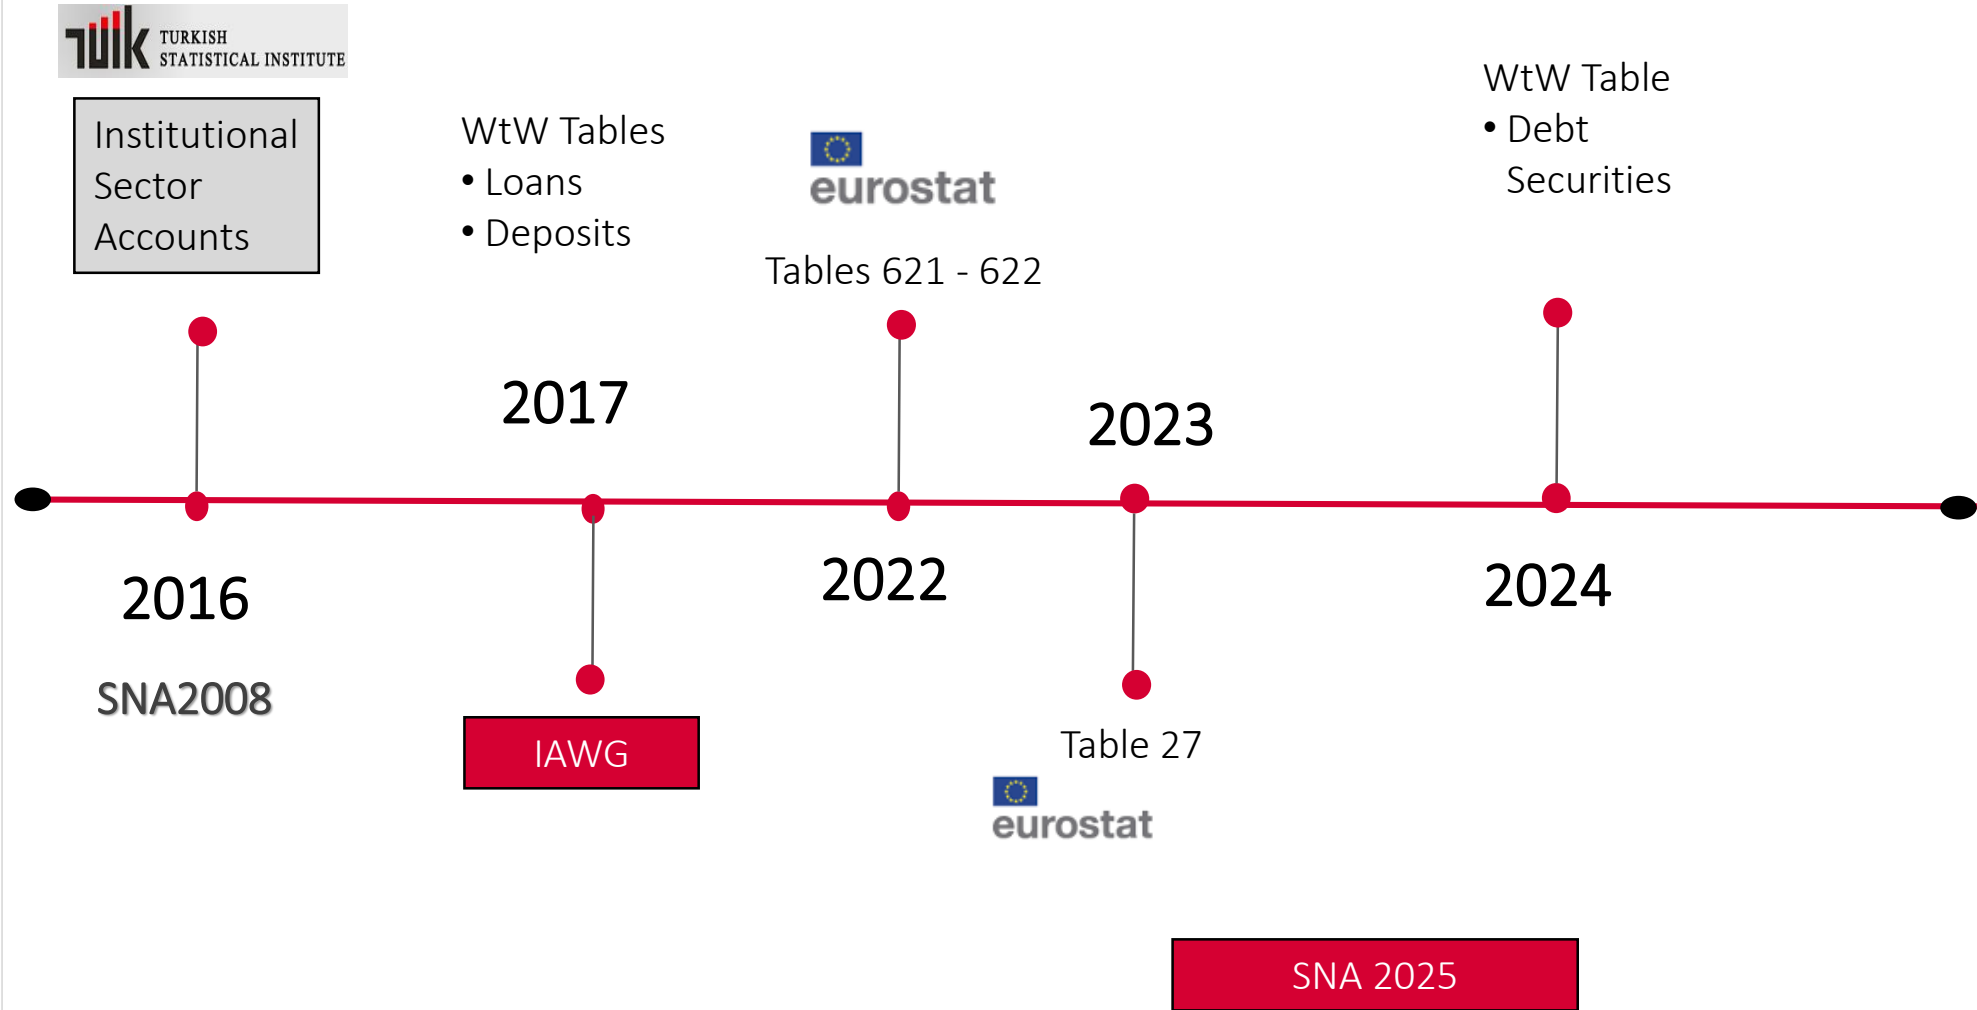 TUIK TURKISH
STATISTICAL INSTITUTE
Institutional
Sector
Accounts
WtW Tables
• Loans
• Deposits
eurostat
Tables 621 - 622
WtW Table
• Debt
Securities
2017
2023
2016
2022
2024
SNA2008
IAWG
Table 27
eurostat
SNA 2025